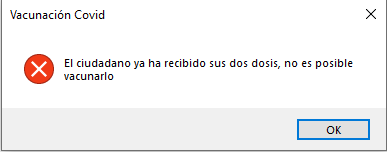 Vacunación Covid
El ciudadano ya ha recibido sus dos dosis, no es posible
vacunarlo
OK